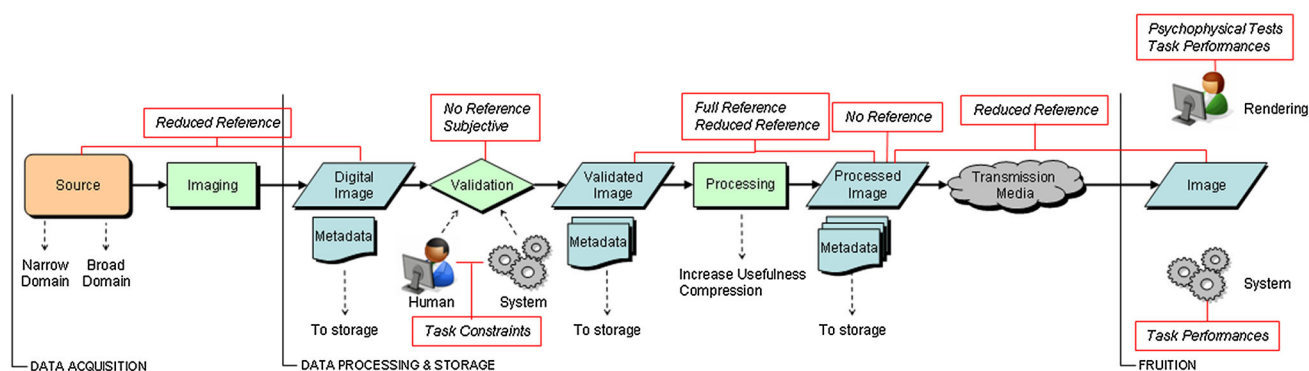 Psychophysical Tests
Task Performances
Rendering
Reduced Reference
No Reference
Subjective
Full Reference
Reduced Reference
No Reference
Reduced Reference
Source
Imaging
Digital
Image
Validation
Validated
Image
Processing
Processed
Image
Transmission
Media
Image
Metadata
Metadata
Metadata
Narrow
Domain
Broad
Domain
Human
System
Increase Usefulness
Compression
System
To storage
Task Constraints
To storage
To storage
Task Performances
DATA ACQUISITION
DATA PROCESSING & STORAGE
FRUITION